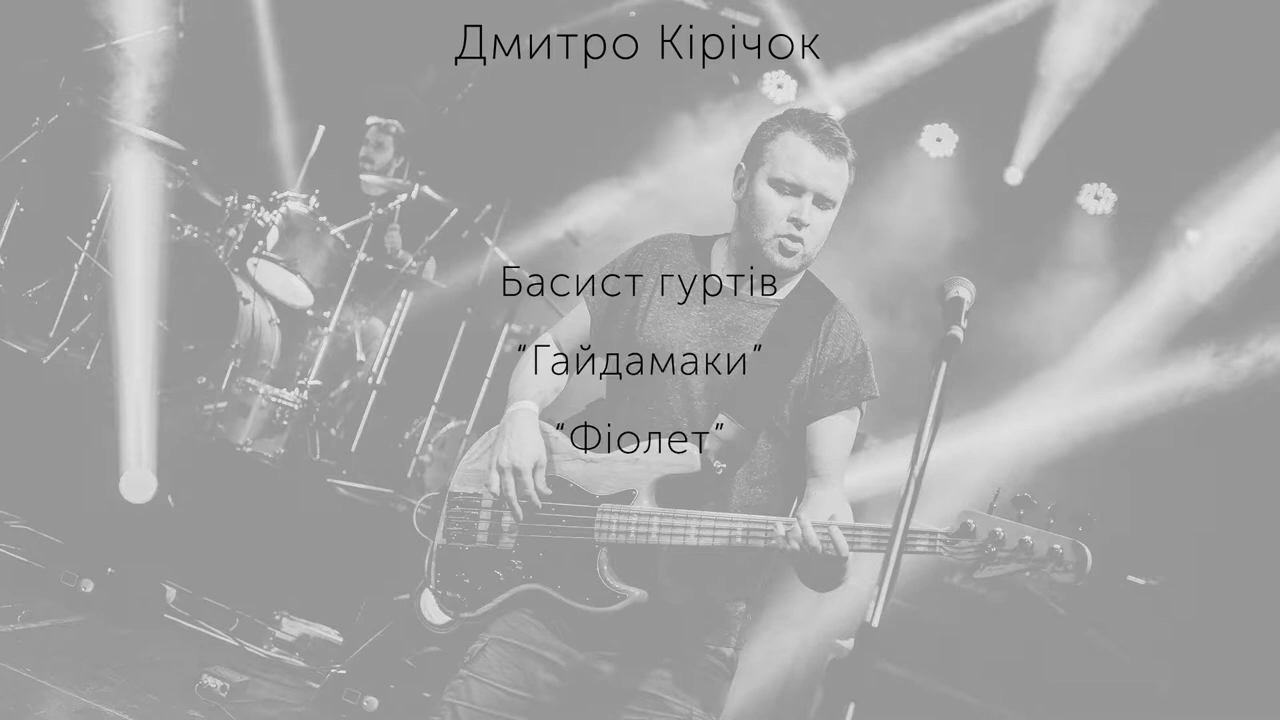 Дмитро Кірічок
Басист гуртів
“Гайдамаки”
“Фіолет”